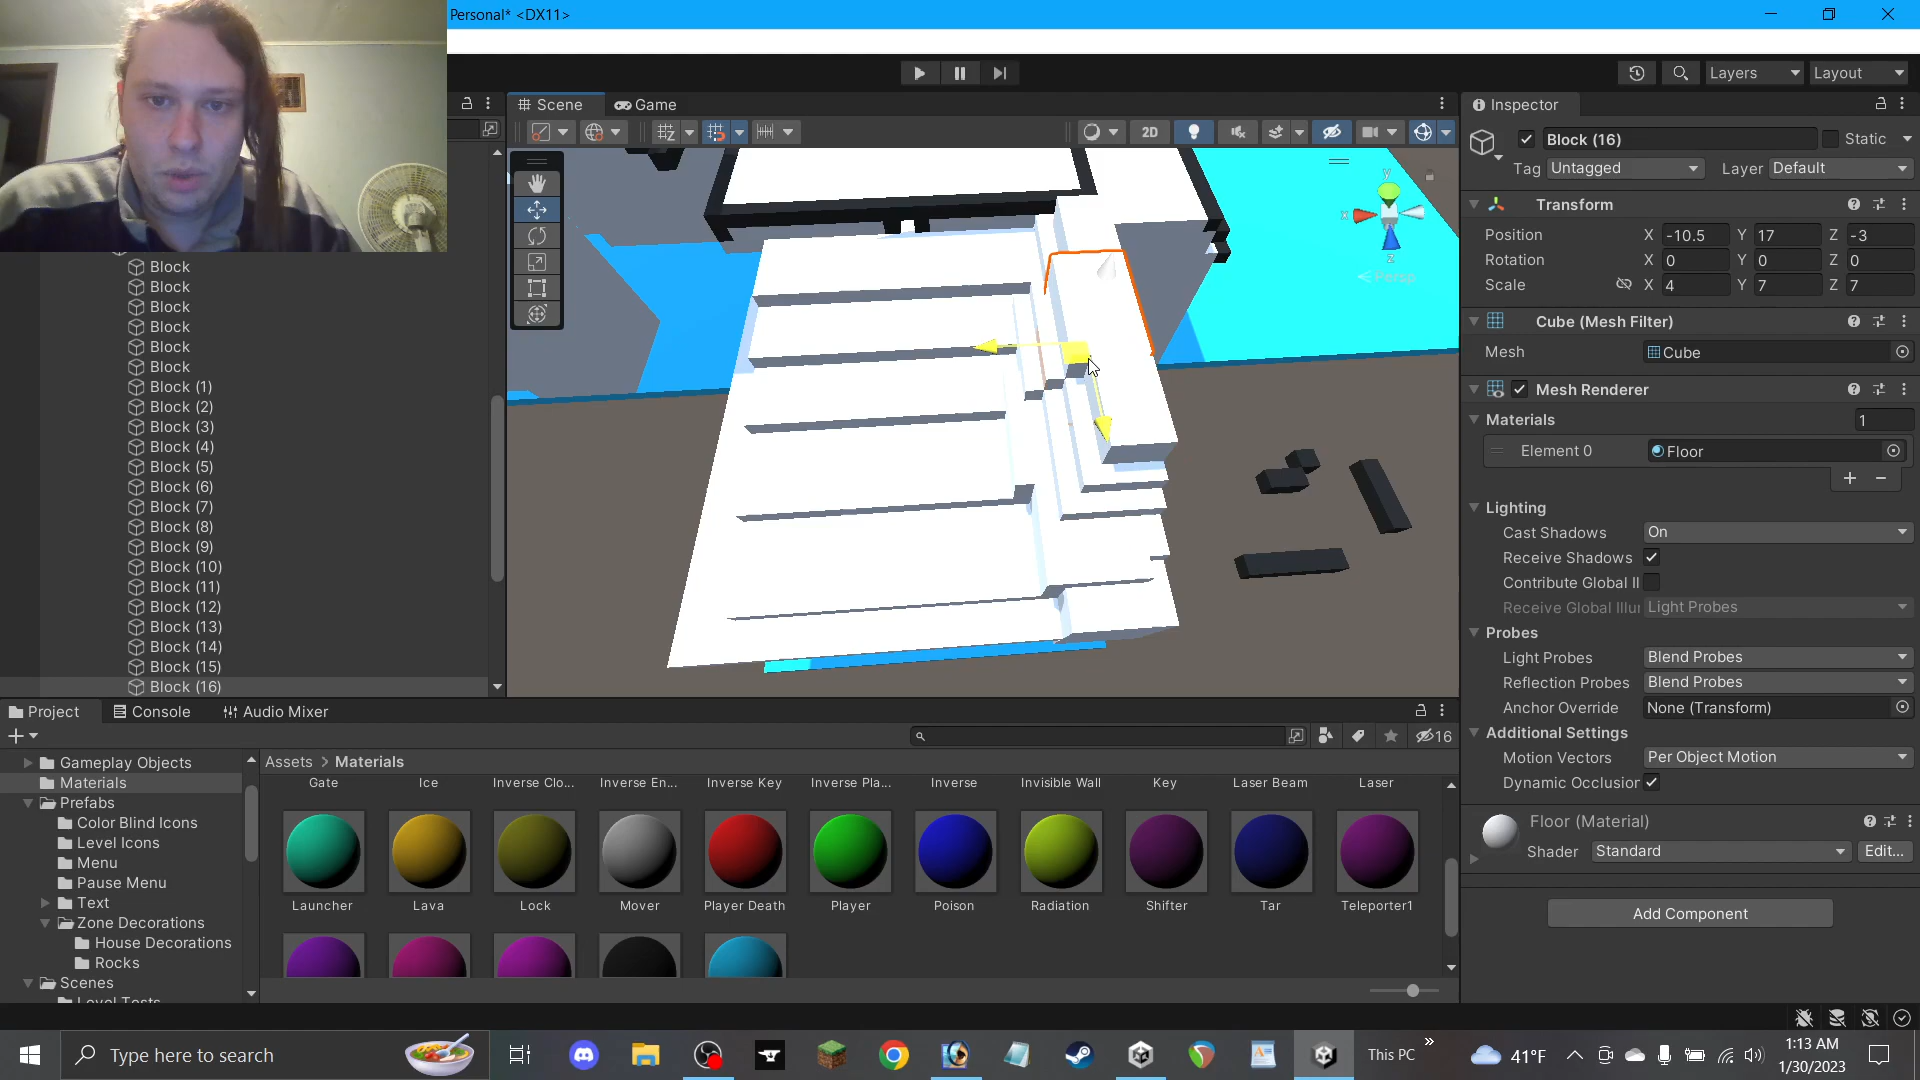 Personal* <DX11>
Layers
Layout
Scene
Game
Inspector
2D
Block (16)
Static
Tag Untagged
Layer Default
Transform
Position X -10.5 Y 17 Z -3
Rotation X 0 Y 0 Z 0
Scale X 4 Y 7 Z 7
y
x
z
Persp
Cube (Mesh Filter)
Mesh Cube
Mesh Renderer
Materials 1
Element 0 Floor
Lighting
Cast Shadows On
Receive Shadows
Contribute Global Il
Receive Global Illur Light Probes
Probes
Light Probes Blend Probes
Reflection Probes Blend Probes
Anchor Override None (Transform)
Additional Settings
Motion Vectors Per Object Motion
Dynamic Occlusion
Floor (Material)
Shader Standard Edit...
Add Component
Block
Block
Block
Block
Block
Block
Block (1)
Block (2)
Block (3)
Block (4)
Block (5)
Block (6)
Block (7)
Block (8)
Block (9)
Block (10)
Block (11)
Block (12)
Block (13)
Block (14)
Block (15)
Block (16)
Project
Console
Audio Mixer
16
Gameplay Objects
Materials
Prefabs
Color Blind Icons
Level Icons
Menu
Pause Menu
Text
Zone Decorations
House Decorations
Rocks
Scenes
Level Tests
Assets > Materials
Gate Ice Inverse Clo... Inverse En... Inverse Key Inverse Pla... Inverse Invisible Wall Key Laser Beam Laser
Launcher Lava Lock Mover Player Death Player Poison Radiation Shifter Tar Teleporter1
Type here to search
This PC
41°F
1:13 AM
1/30/2023